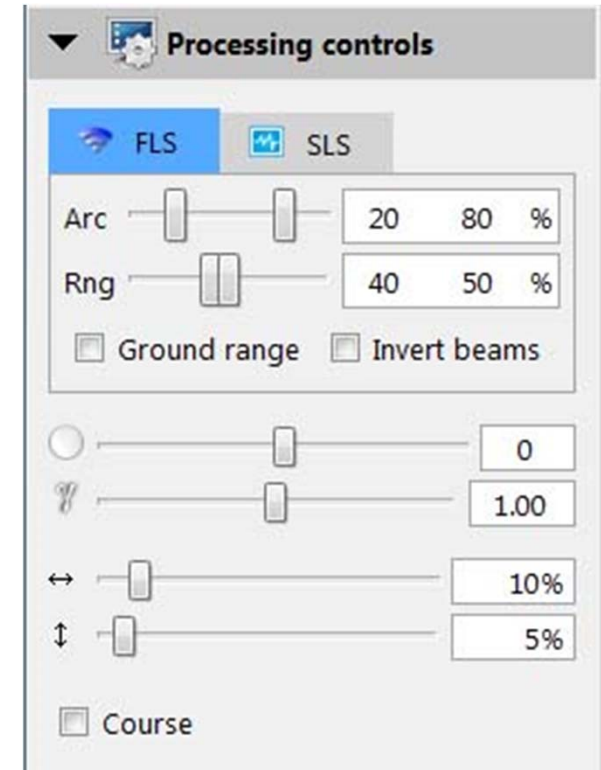 Processing controls
FLS SLS
Arc 20 80 %
Rng 40 50 %
Ground range Invert beams
0
γ 1.00
↔ 10%
↕ 5%
Course